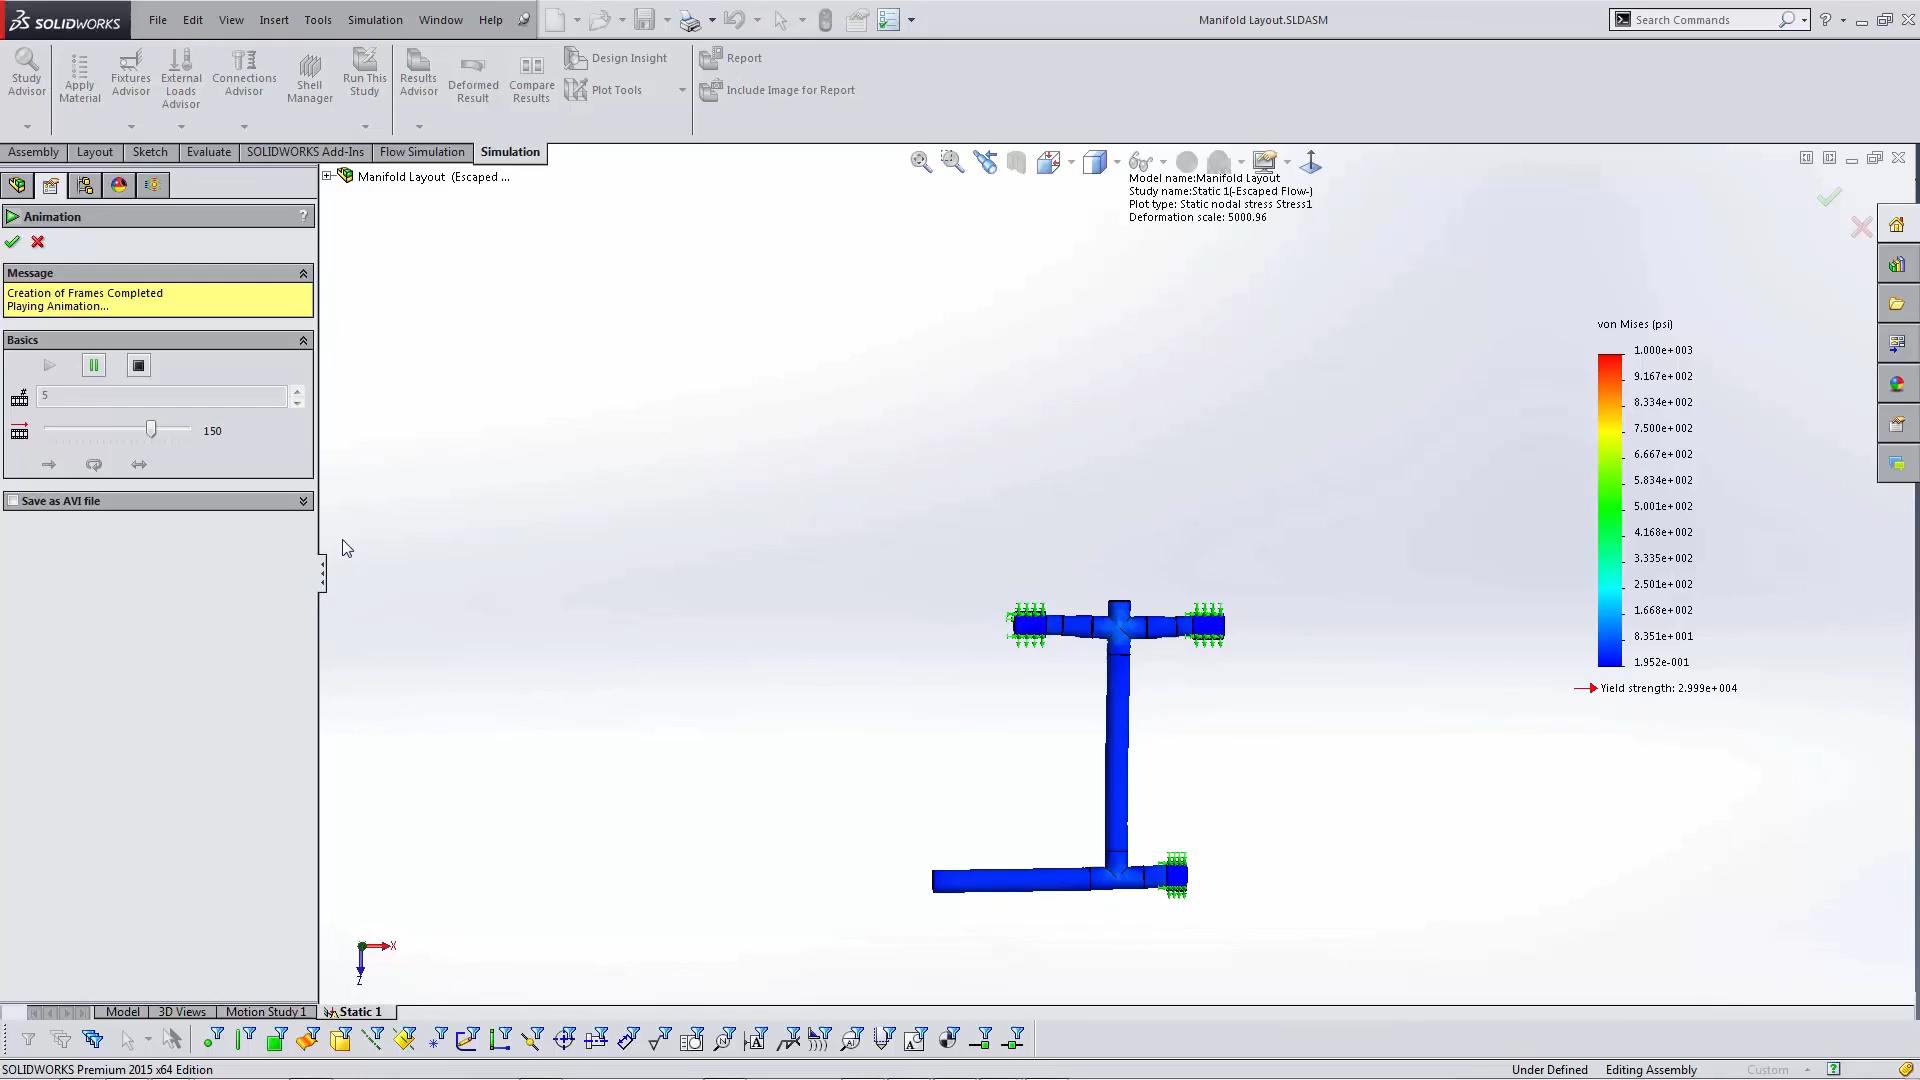 SOLIDWORKS
File Edit View Insert Tools Simulation Window Help
Manifold Layout.SLDASM
Search Commands
Study Advisor
Apply Material
Fixtures Advisor
External Loads Advisor
Connections Advisor
Shell Manager
Run This Study
Results Advisor
Deformed Result
Compare Results
Design Insight
Plot Tools
Report
Include Image for Report
Assembly Layout Sketch Evaluate SOLIDWORKS Add-Ins Flow Simulation Simulation
Manifold Layout (Escaped ...
Model name:Manifold Layout
Study name:Static 1(-Escaped Flow-)
Plot type: Static nodal stress Stress1
Deformation scale: 5000.96
Animation ?
Message
Creation of Frames Completed
Playing Animation...
Basics
5
150
Save as AVI file
von Mises (psi)
1.000e+003
9.167e+002
8.334e+002
7.500e+002
6.667e+002
5.834e+002
5.001e+002
4.168e+002
3.335e+002
2.501e+002
1.668e+002
8.351e+001
1.952e-001
Yield strength: 2.999e+004
X
Z
Model 3D Views Motion Study 1 Static 1
SOLIDWORKS Premium 2015 x64 Edition
Under Defined Editing Assembly Custom